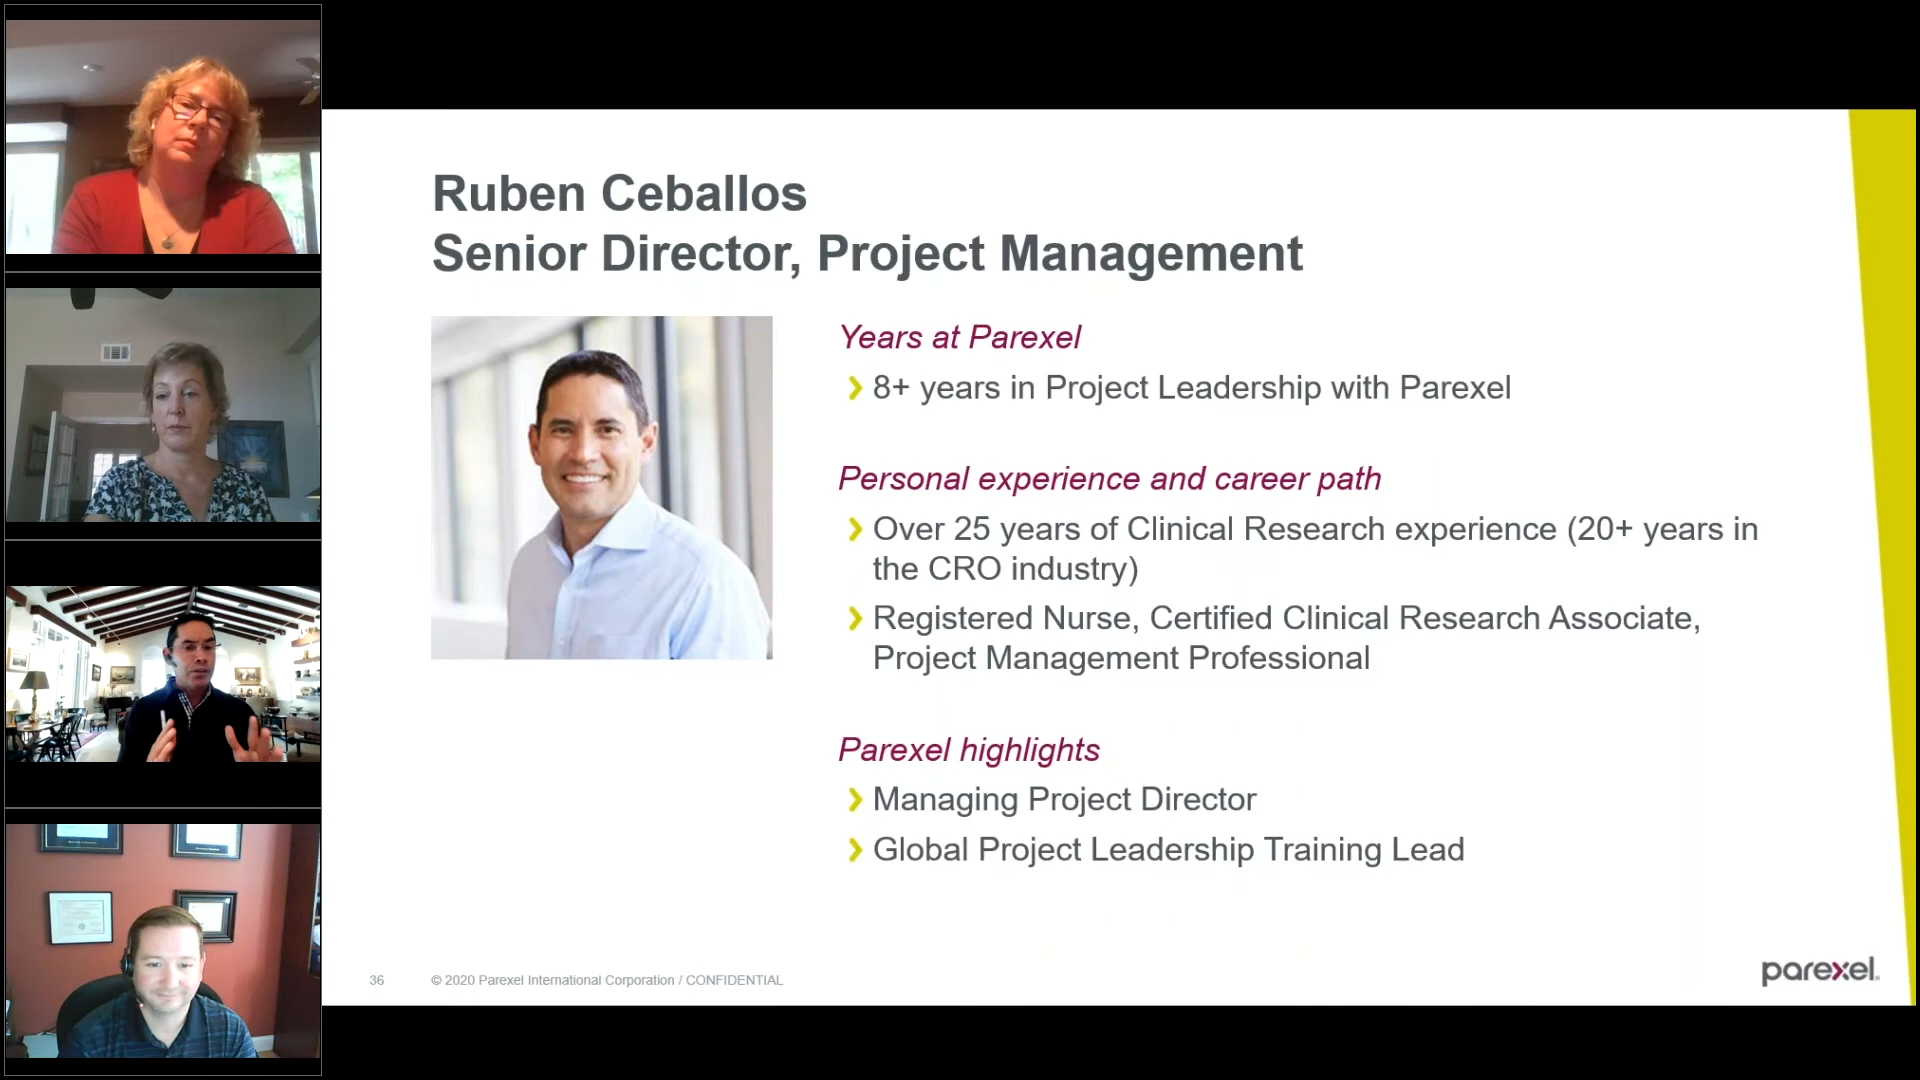 Ruben Ceballos
Senior Director, Project Management
Years at Parexel
8+ years in Project Leadership with Parexel
Personal experience and career path
Over 25 years of Clinical Research experience (20+ years in
the CRO industry)
Registered Nurse, Certified Clinical Research Associate,
Project Management Professional
Parexel highlights
Managing Project Director
Global Project Leadership Training Lead
36
© 2020 Parexel International Corporation / CONFIDENTIAL
parexel.